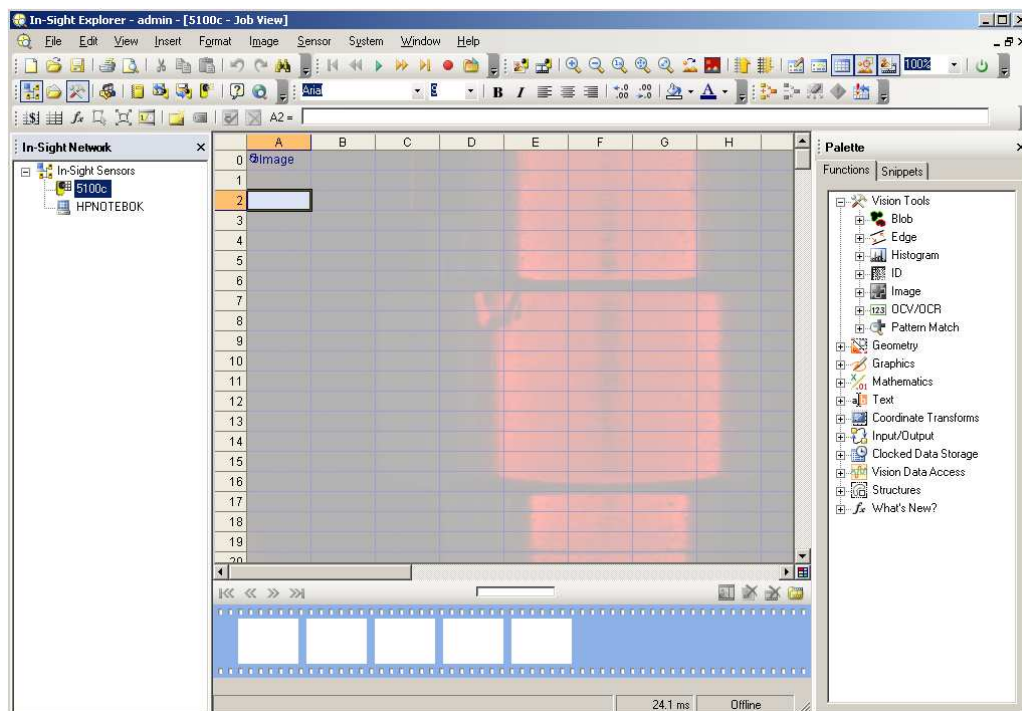 In-Sight Explorer - admin - [5100c - Job View]
File Edit View Insert Format Image Sensor System Window Help
100%
Arial 8 B I
A2 =
In-Sight Network
In-Sight Sensors
5100c
HPNOTEBOK
A B C D E F G H
0 Image
1
2
3
4
5
6
7
8
9
10
11
12
13
14
15
16
17
18
19
20
24.1 ms Offline
Palette
Functions Snippets
Vision Tools
Blob
Edge
Histogram
ID
Image
OCV/OCR
Pattern Match
Geometry
Graphics
Mathematics
Text
Coordinate Transforms
Input/Output
Clocked Data Storage
Vision Data Access
Structures
What's New?